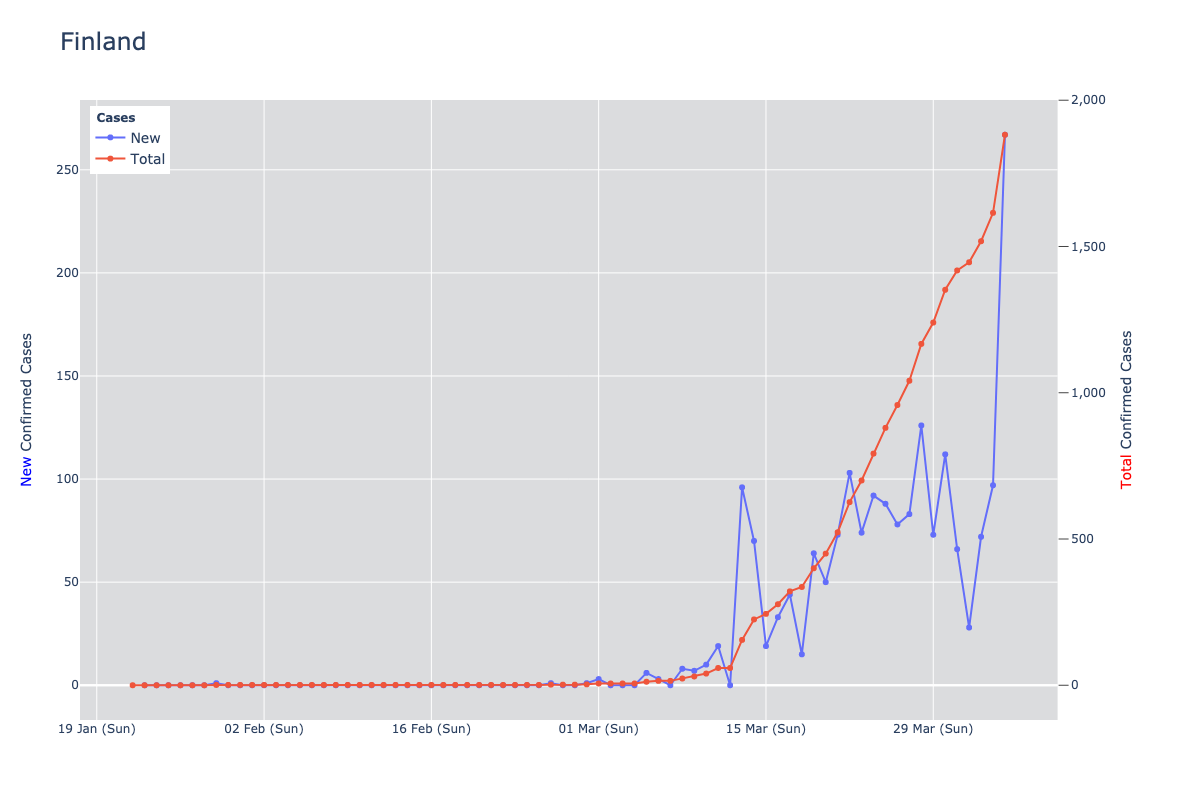 Finland
Cases
New
Total
250
200
150
100
50
0
2,000
1,500
1,000
500
0
New Confirmed Cases
Total Confirmed Cases
19 Jan (Sun)
02 Feb (Sun)
16 Feb (Sun)
01 Mar (Sun)
15 Mar (Sun)
29 Mar (Sun)